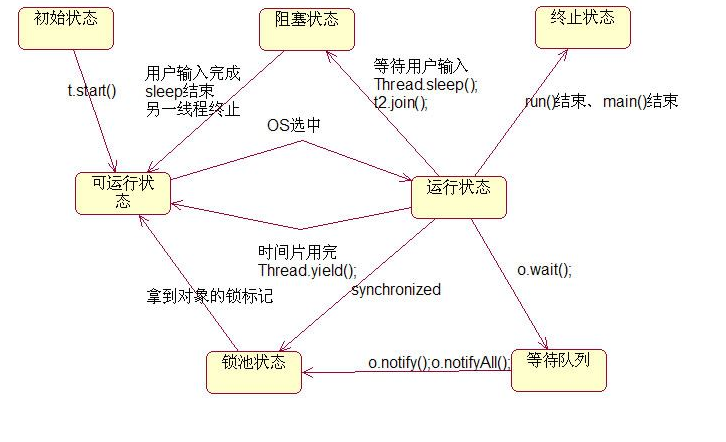 初始状态
阻塞状态
终止状态
t.start()
用户输入完成
sleep结束
另一线程终止
等待用户输入
Thread.sleep();
t2.join();
run()结束、main()结束
OS选中
可运行状
态
运行状态
时间片用完
Thread.yield();
o.wait();
拿到对象的锁标记
synchronized
锁池状态
o.notify();o.notifyAll();
等待队列